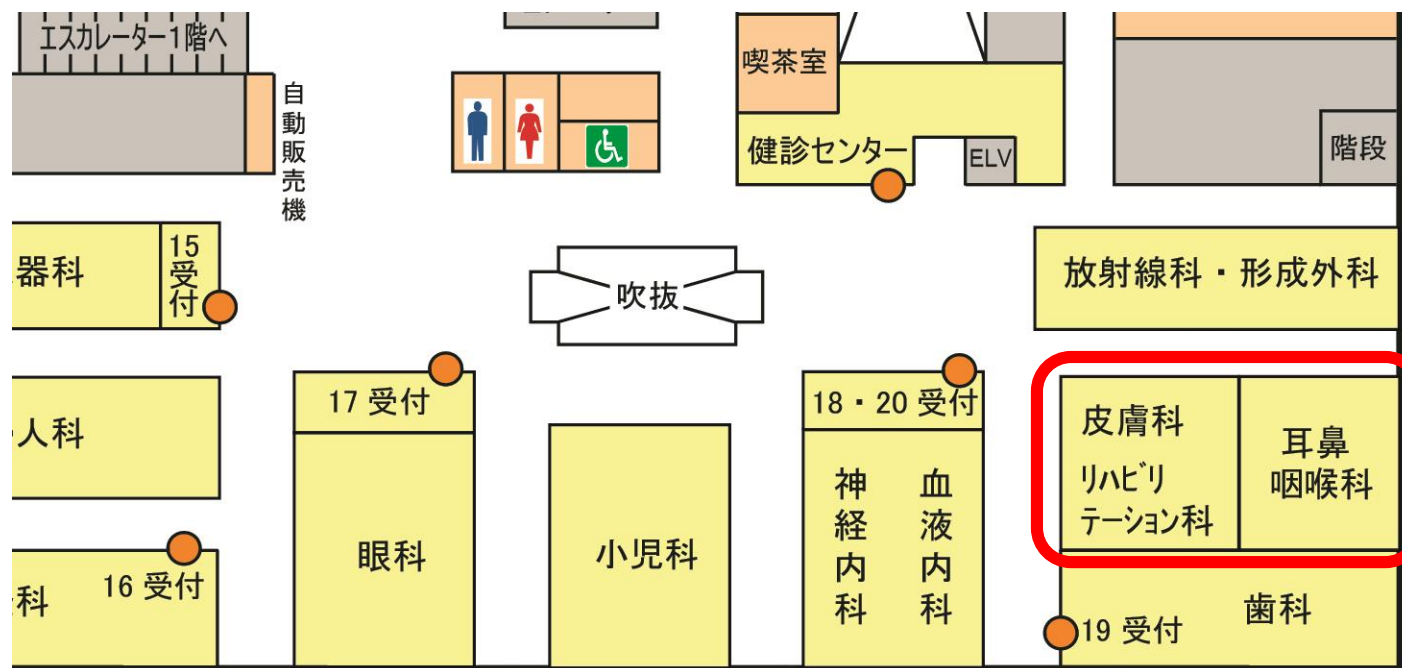 エスカレーター1階へ
自動販売機
喫茶室
健診センター
ELV
階段
器科
15
受
付
吹抜
放射線科・形成外科
人科
17 受付
18・20 受付
皮膚科
リハビリ
テーション科
耳鼻
咽喉科
科
16 受付
眼科
小児科
神経内科
血液内科
19 受付
歯科